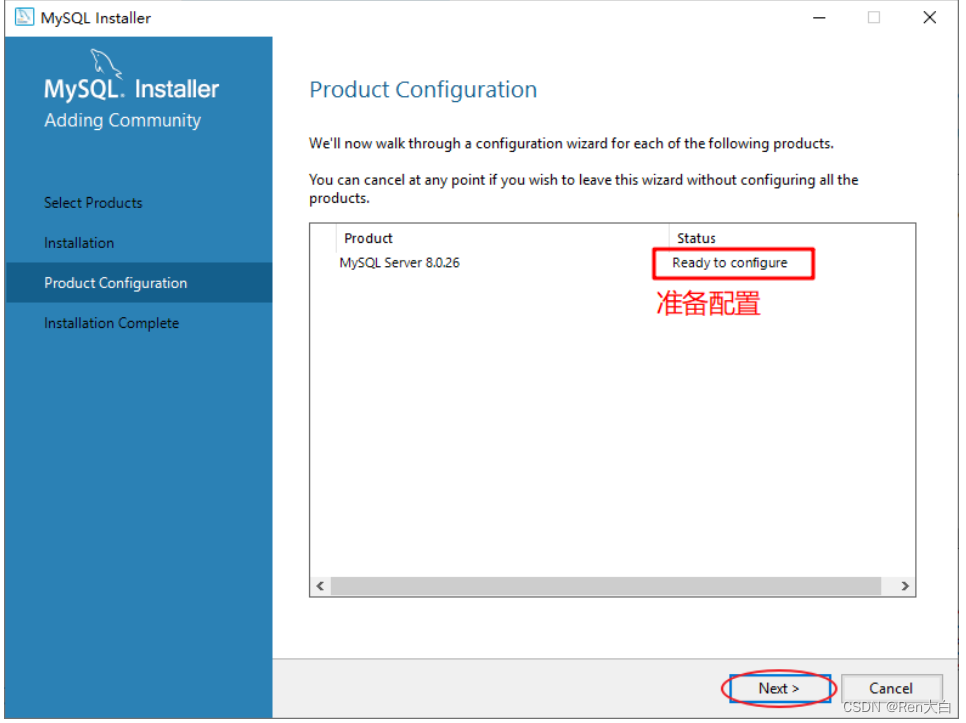 MySQL Installer
MySQL. Installer
Adding Community
Select Products
Installation
Product Configuration
Installation Complete
Product Configuration
We'll now walk through a configuration wizard for each of the following products.
You can cancel at any point if you wish to leave this wizard without configuring all the
products.
Product Status
MySQL Server 8.0.26 Ready to configure
准备配置
Next > Cancel
CSDN @Ren大白